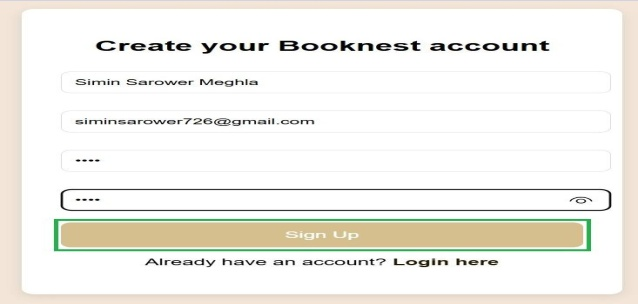 Create your Booknest account
Simin Sarower Meghla
siminsarower726@gmail.com
••••
••••
Sign Up
Already have an account? Login here